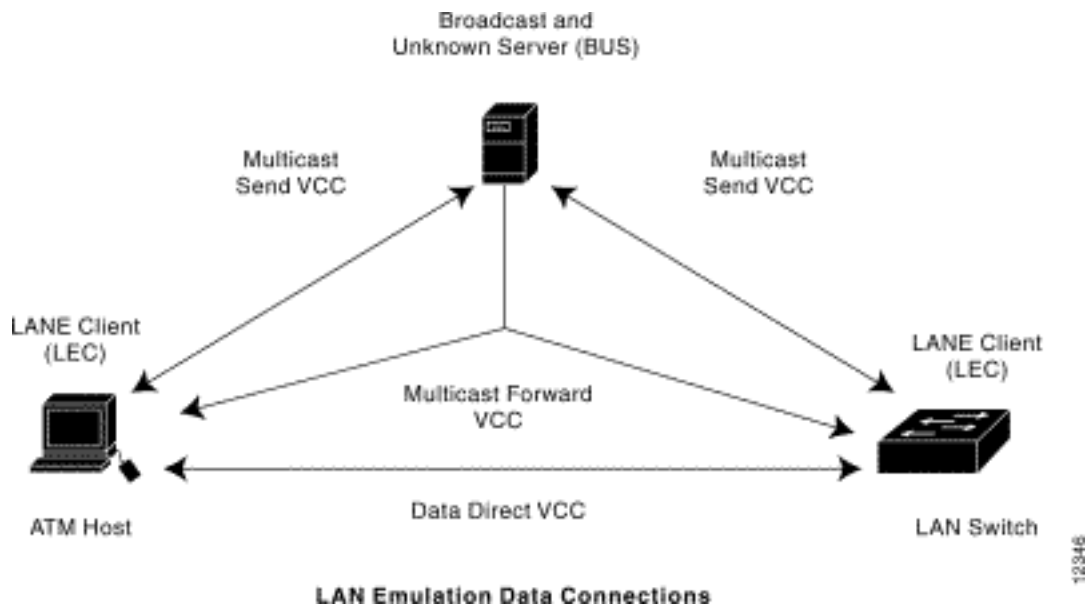 Broadcast and
Unknown Server (BUS)
Multicast
Send VCC
Multicast
Send VCC
LANE Client
(LEC)
LANE Client
(LEC)
Multicast Forward
VCC
Data Direct VCC
ATM Host
LAN Switch
12346
LAN Emulation Data Connections